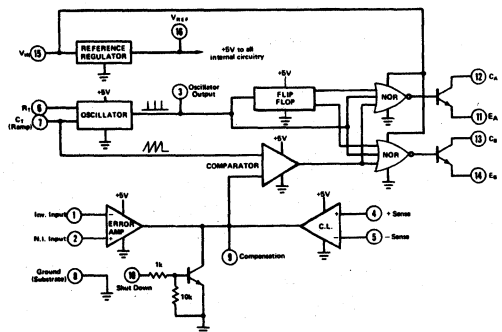 VREF
16
VIN 15
REFERENCE
REGULATOR
+5V to all
internal circuitry
+5V
RT 6
CT 7
(Ramp)
OSCILLATOR
3 Oscillator
Output
+5V
FLIP
FLOP
NOR
12 CA
11 EA
NOR
13 CB
14 EB
COMPARATOR
+5V
+5V
Inv. Input 1
N.I. Input 2
ERROR
AMP
+5V
C.L.
4 + Sense
5 - Sense
9 Compensation
Ground 8
(Substrate)
10
Shut Down
1k
10k